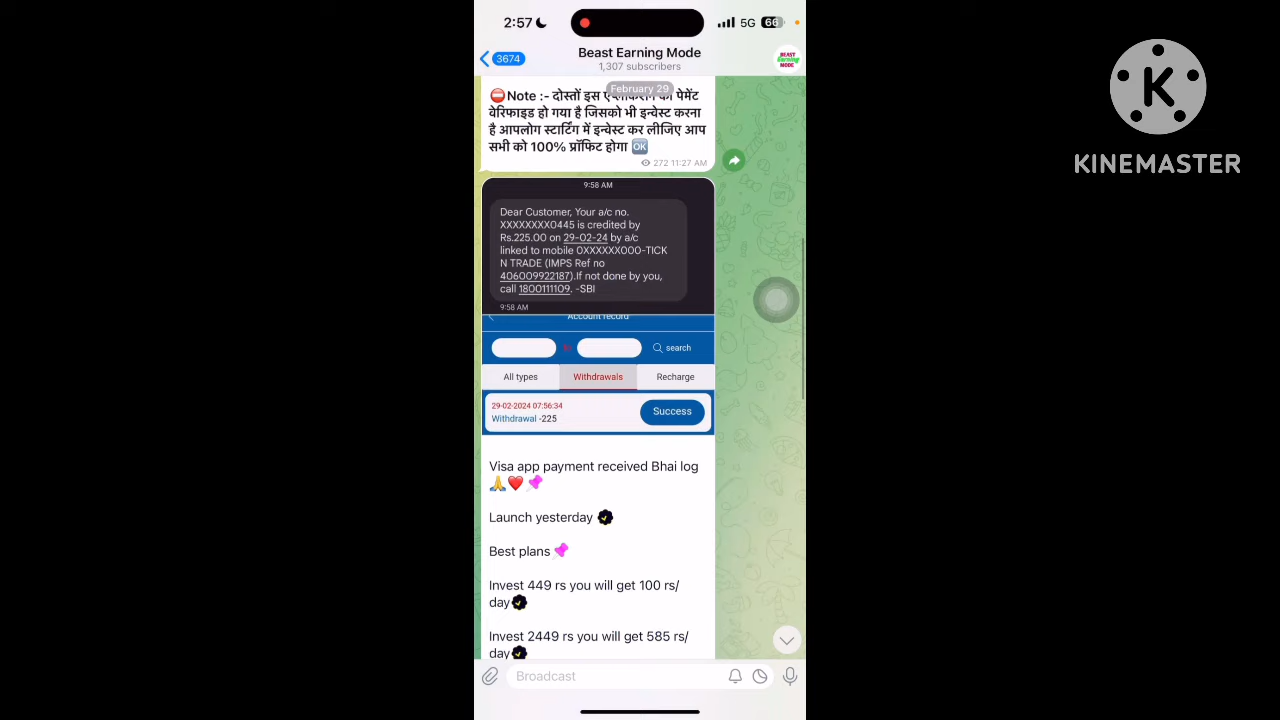 2:57
5G
66
3674
Beast Earning Mode
1,307 subscribers
BEAST
Earning
MODE
KINEMASTER
February 29
⛔Note :- दोस्तों इस का पेमेंट
वेरिफाइड हो गया है जिसको भी इन्वेस्ट करना
है आपलोग स्टार्टिंग में इन्वेस्ट कर लीजिए आप
सभी को 100% प्रॉफिट होगा 🆗
272 11:27 AM
9:58 AM
Dear Customer, Your a/c no.
XXXXXXXX0445 is credited by
Rs.225.00 on 29-02-24 by a/c
linked to mobile 0XXXXXX000-TICK
N TRADE (IMPS Ref no
406009922187).If not done by you,
call 1800111109. -SBI
9:58 AM
Account record
to
search
All types
Withdrawals
Recharge
29-02-2024 07:56:34
Withdrawal -225
Success
Visa app payment received Bhai log
🙏❤️📌
Launch yesterday
Best plans 📌
Invest 449 rs you will get 100 rs/
day
Invest 2449 rs you will get 585 rs/
day
Broadcast